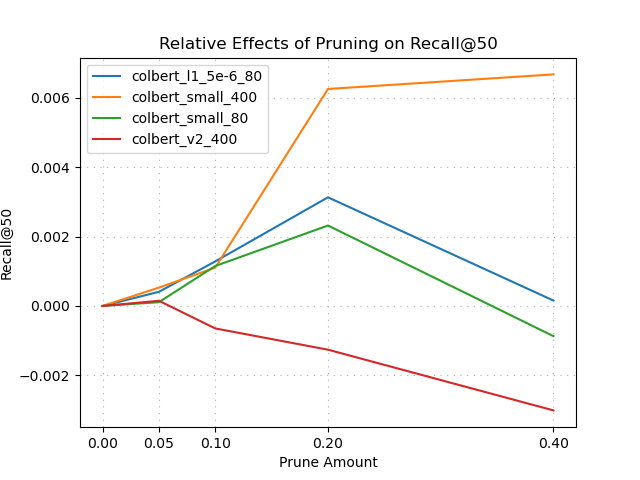 Relative Effects of Pruning on Recall@50
colbert_l1_5e-6_80
colbert_small_400
colbert_small_80
colbert_v2_400
0.006
0.004
0.002
0.000
−0.002
Recall@50
0.00 0.05 0.10 0.20 0.40
Prune Amount